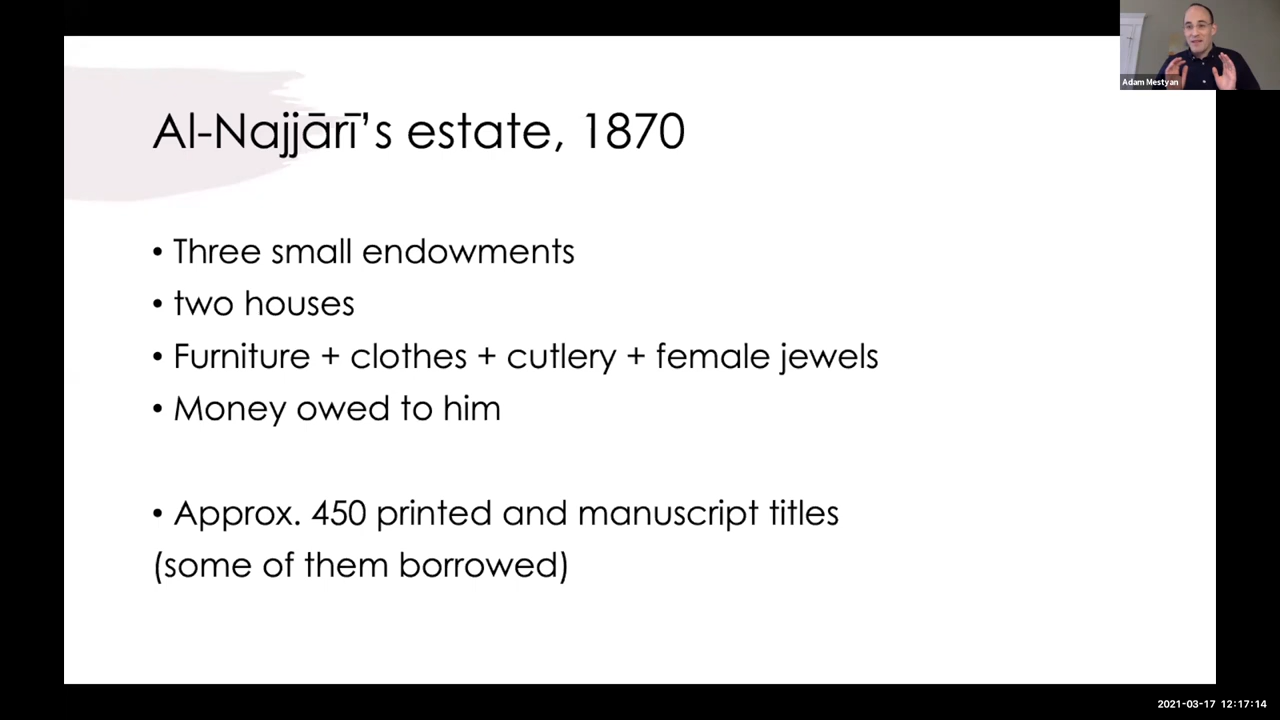 Adam Mestyan
Al-Najjārī’s estate, 1870
• Three small endowments
• two houses
• Furniture + clothes + cutlery + female jewels
• Money owed to him
• Approx. 450 printed and manuscript titles
(some of them borrowed)
2021-03-17 12:17:14